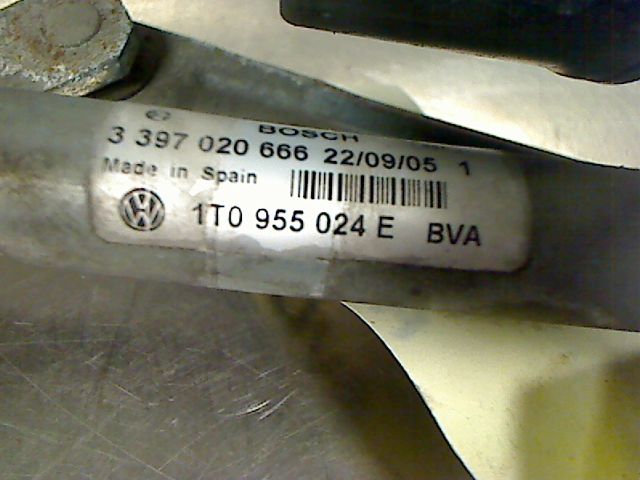 BOSCH
3 397 020 666 22/09/05 1
Made in Spain
1T0 955 024 E BVA